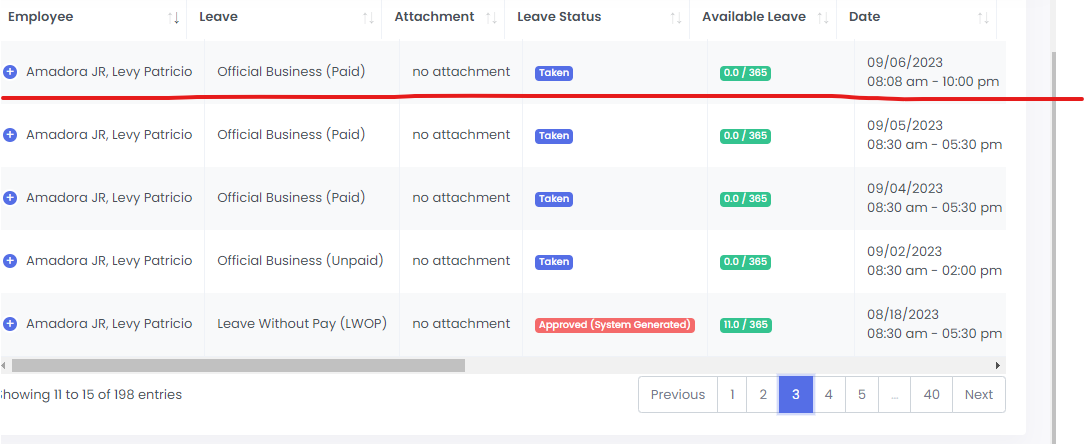 Employee Leave Attachment Leave Status Available Leave Date
Amadora JR, Levy Patricio Official Business (Paid) no attachment Taken 0.0 / 365 09/06/2023
08:08 am - 10:00 pm
Amadora JR, Levy Patricio Official Business (Paid) no attachment Taken 0.0 / 365 09/05/2023
08:30 am - 05:30 pm
Amadora JR, Levy Patricio Official Business (Paid) no attachment Taken 0.0 / 365 09/04/2023
08:30 am - 05:30 pm
Amadora JR, Levy Patricio Official Business (Unpaid) no attachment Taken 0.0 / 365 09/02/2023
08:30 am - 02:00 pm
Amadora JR, Levy Patricio Leave Without Pay (LWOP) no attachment Approved (System Generated) 11.0 / 365 08/18/2023
08:30 am - 05:30 pm
howing 11 to 15 of 198 entries Previous 1 2 3 4 5 ... 40 Next